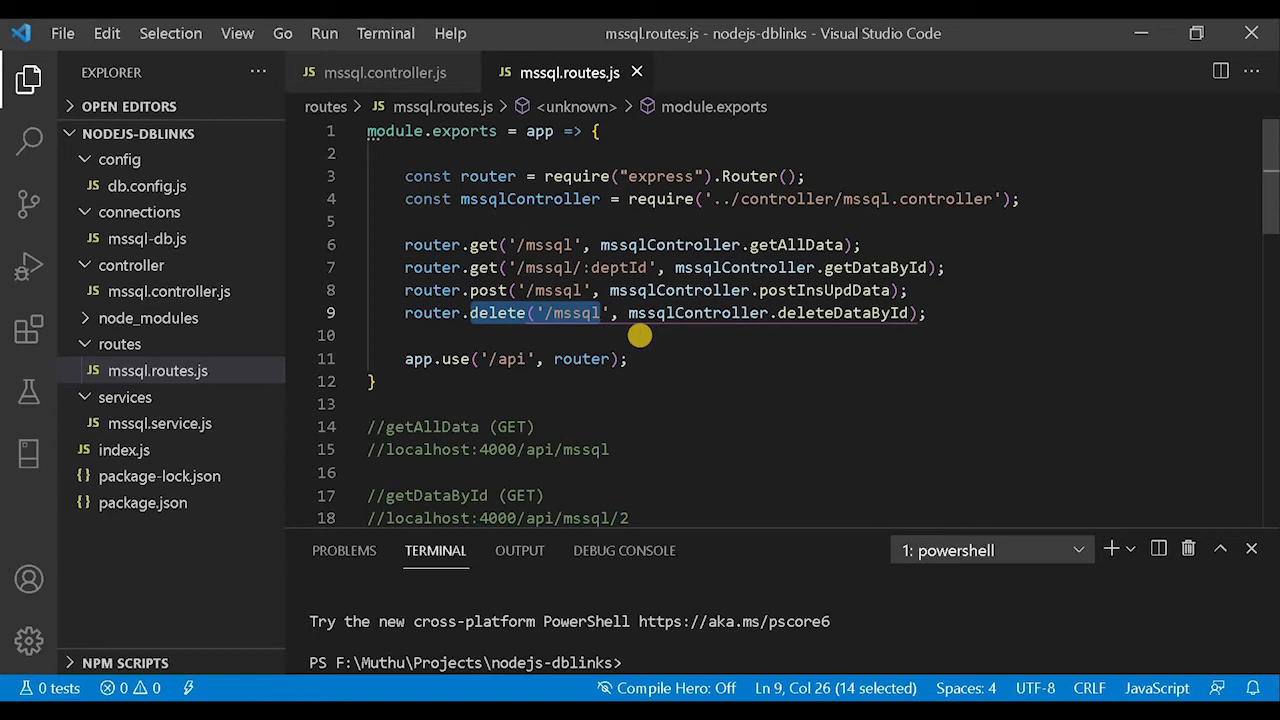 File Edit Selection View Go Run Terminal Help mssql.routes.js - nodejs-dblinks - Visual Studio Code
EXPLORER
OPEN EDITORS
NODEJS-DBLINKS
config
JS db.config.js
connections
JS mssql-db.js
controller
JS mssql.controller.js
node_modules
routes
JS mssql.routes.js
services
JS mssql.service.js
JS index.js
{} package-lock.json
{} package.json
NPM SCRIPTS
JS mssql.controller.js JS mssql.routes.js
routes > JS mssql.routes.js > <unknown> > module.exports
1 module.exports = app => {
2
3 const router = require("express").Router();
4 const mssqlController = require('../controller/mssql.controller');
5
6 router.get('/mssql', mssqlController.getAllData);
7 router.get('/mssql/:deptId', mssqlController.getDataById);
8 router.post('/mssql', mssqlController.postInsUpdData);
9 router.delete('/mssql', mssqlController.deleteDataById);
10
11 app.use('/api', router);
12 }
13
14 //getAllData (GET)
15 //localhost:4000/api/mssql
16
17 //getDataById (GET)
18 //localhost:4000/api/mssql/2
PROBLEMS TERMINAL OUTPUT DEBUG CONSOLE 1: powershell
Try the new cross-platform PowerShell https://aka.ms/pscore6
PS F:\Muthu\Projects\nodejs-dblinks>
0 tests 0 0 Compile Hero: Off Ln 9, Col 26 (14 selected) Spaces: 4 UTF-8 CRLF JavaScript